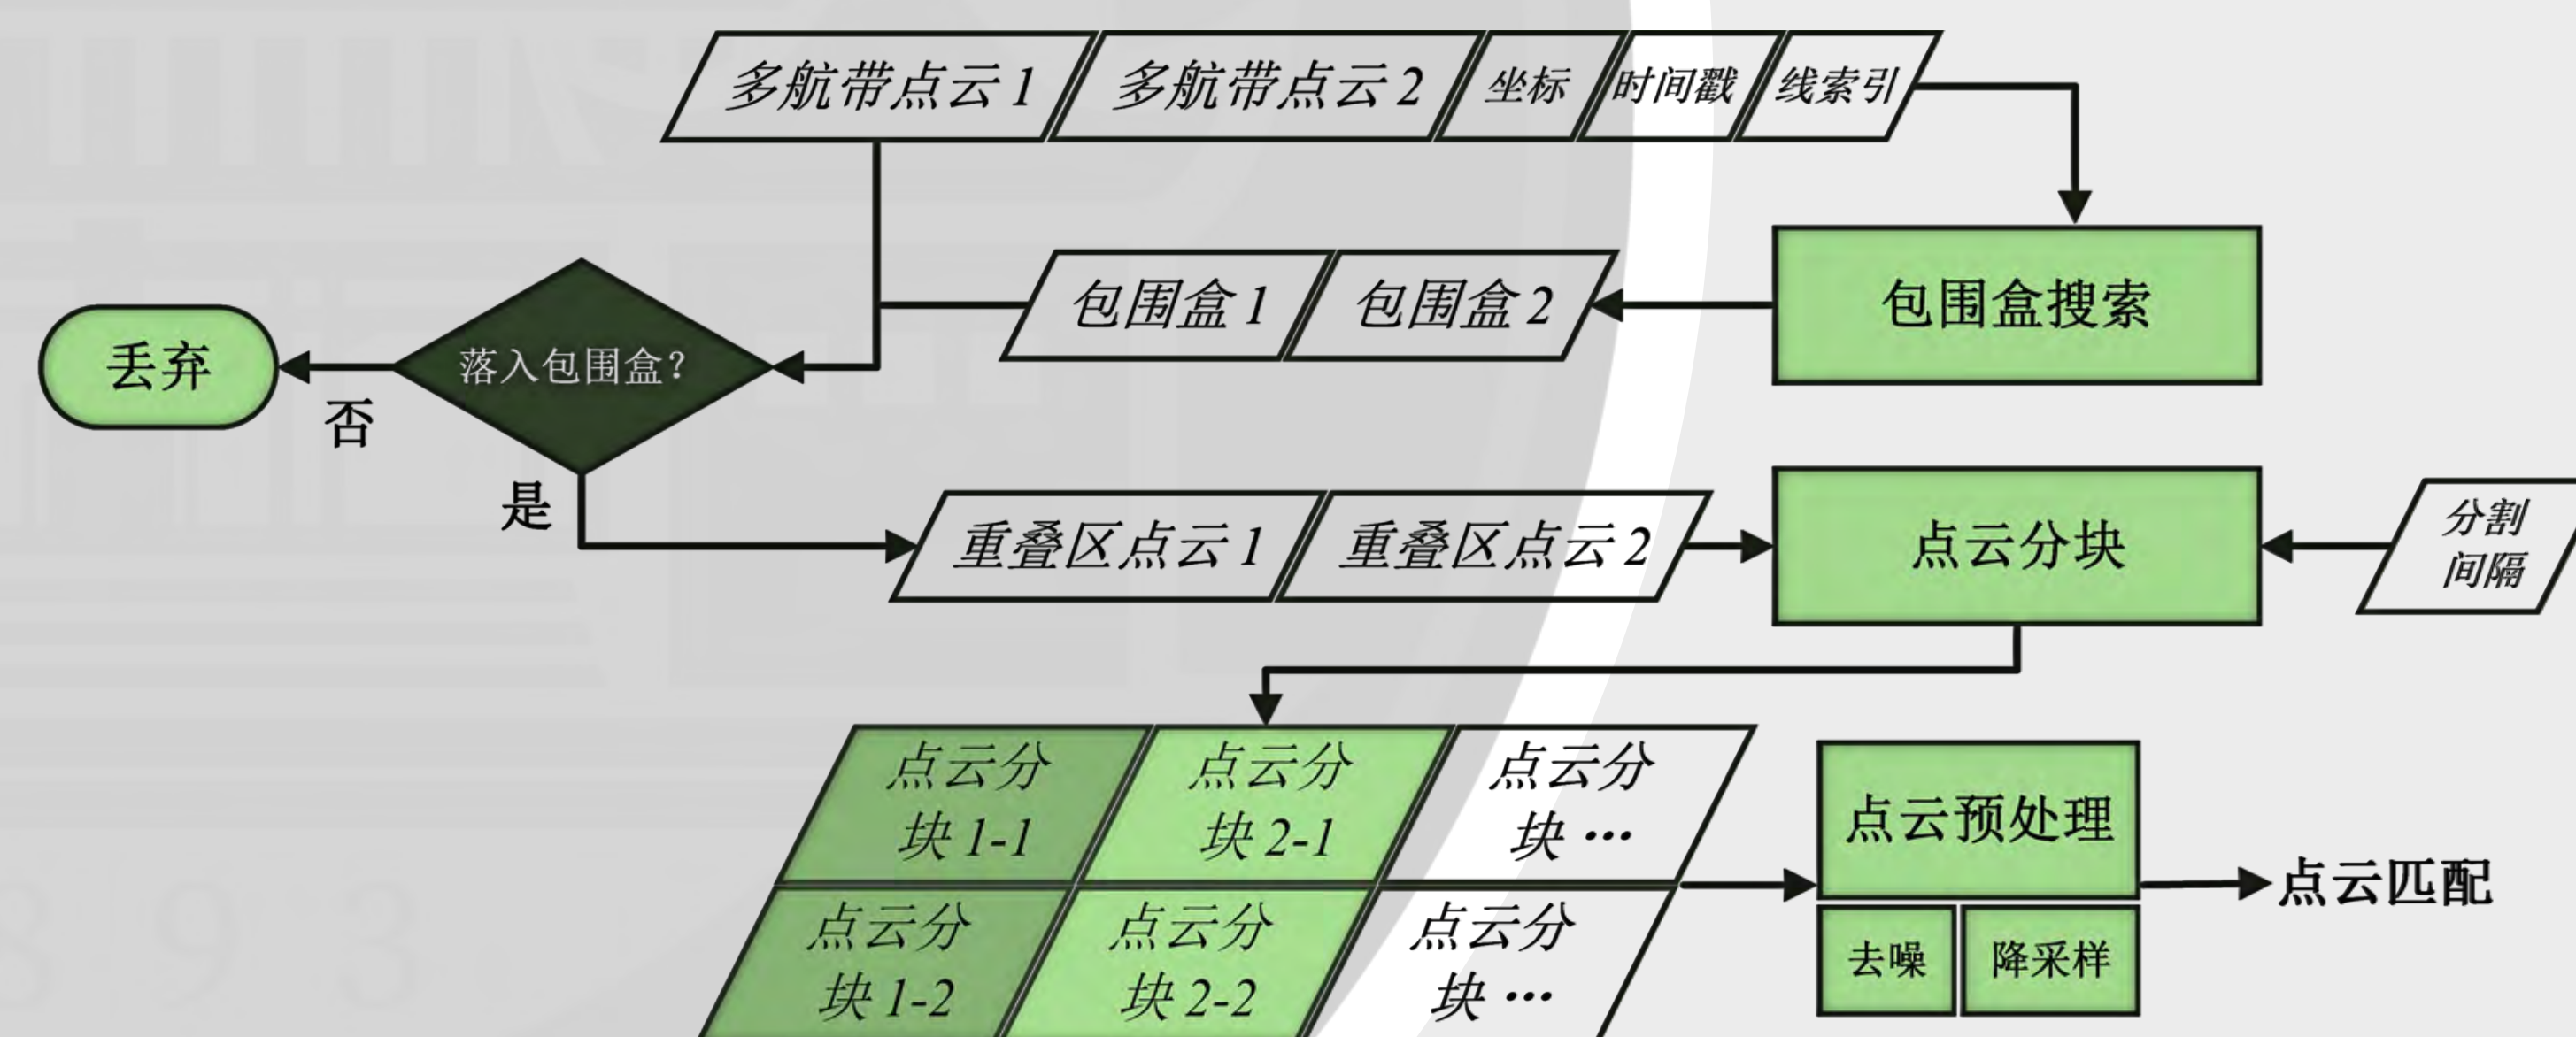 多航带点云1
多航带点云2
坐标
时间戳
线索引
包围盒1
包围盒2
包围盒搜索
丢弃
落入包围盒？
否
是
重叠区点云1
重叠区点云2
点云分块
分割
间隔
点云分
块1-1
点云分
块2-1
点云分
块…
点云分
块1-2
点云分
块2-2
点云分
块…
点云预处理
去噪
降采样
点云匹配
8 9 3